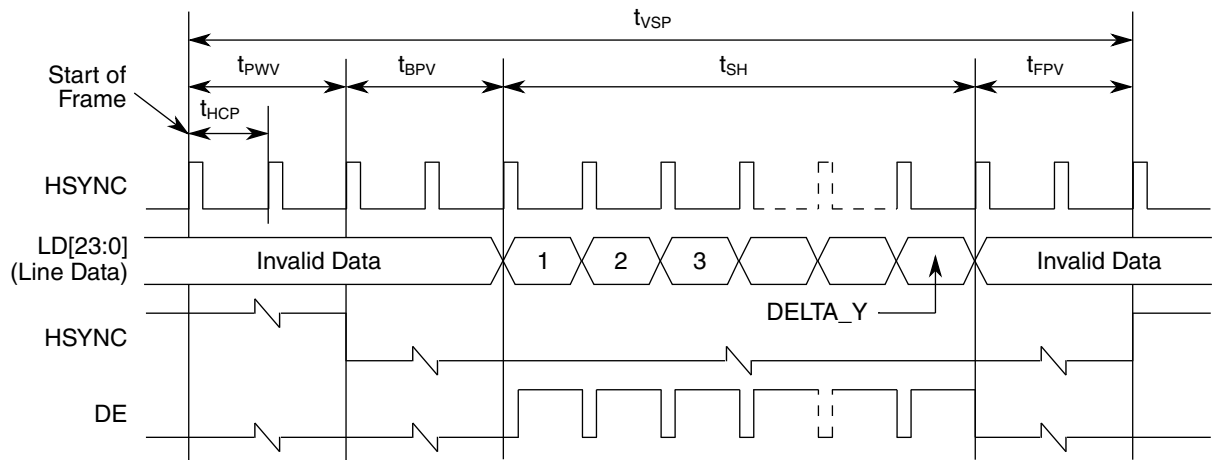 tVSP
tPWV tBPV tSH tFPV
Start of
Frame
tHCP
HSYNC
LD[23:0]
(Line Data)
Invalid Data 1 2 3 Invalid Data
DELTA_Y
HSYNC
DE